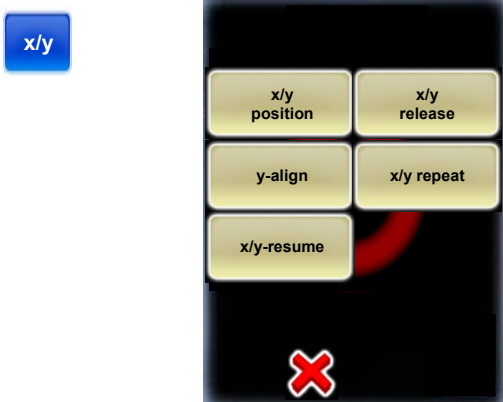 x/y
x/y
position
x/y
release
y-align
x/y repeat
x/y-resume